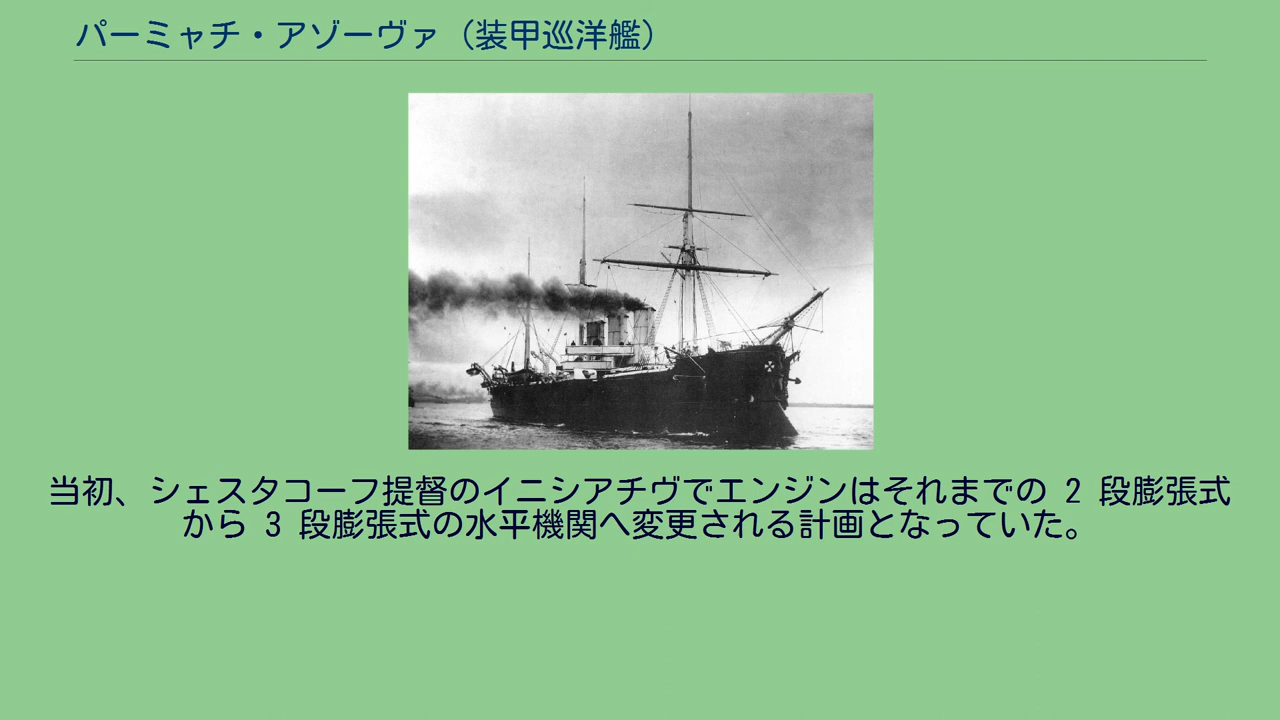 パーミャチ・アゾーヴァ（装甲巡洋艦）
当初、シェスタコーフ提督のイニシアチヴでエンジンはそれまでの 2 段膨張式
から 3 段膨張式の水平機関へ変更される計画となっていた。